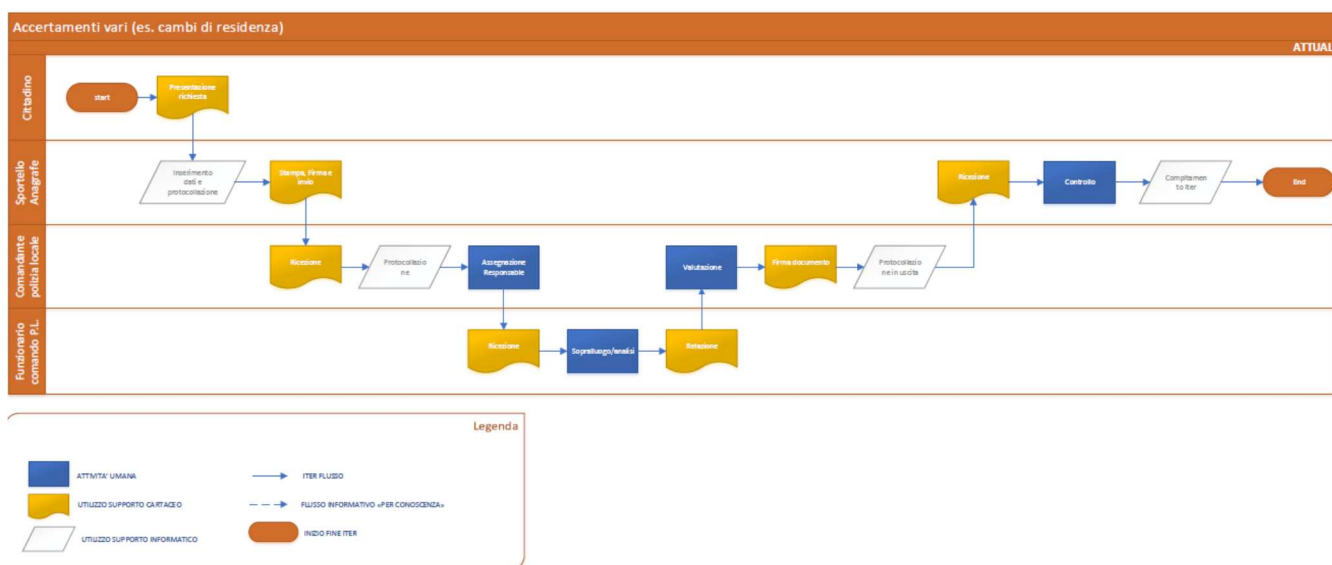 Accertamenti vari (es. cambi di residenza)
ATTUAL
Cittadino
start
Presentazione
richiesta
Sportello
Anagrafe
Inserimento
dati e
protocollazione
Stampa, Firma e
invio
Ricezione
Controllo
Compltamen
to iter
End
Comandante
polizia locale
Ricezione
Protocollazio
ne
Assegnazione
Responsabile
Valutazione
Firma documento
Protocollazio
ne in uscita
Funzionario
comando P.L.
Ricezione
Sopralluogo/analisi
Relazione
Legenda
ATTIVITA' UMANA
ITER FLUSSO
UTILIZZO SUPPORTO CARTACEO
FLUSSO INFORMATIVO «PER CONOSCENZA»
UTILIZZO SUPPORTO INFORMATICO
INIZIO FINE ITER